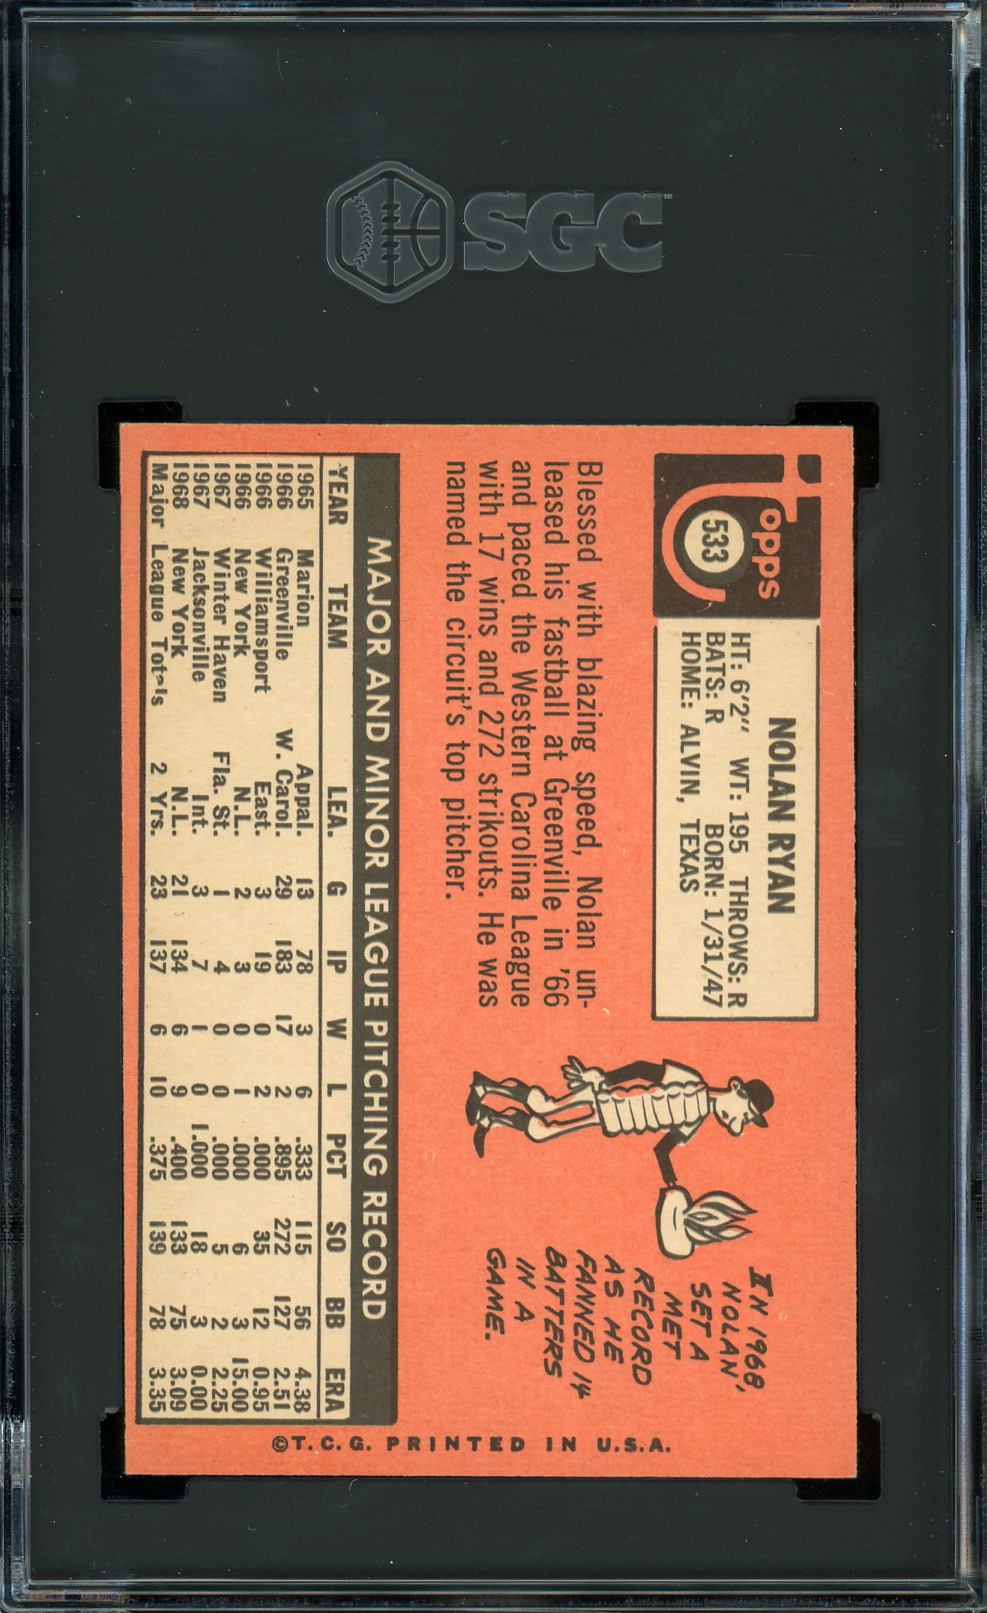 SGC
Topps
533
NOLAN RYAN
HT: 6'2" WT: 195 THROWS: R
BATS: R BORN: 1/31/47
HOME: ALVIN, TEXAS
Blessed with blazing speed, Nolan un-
leased his fastball at Greenville in '66
and paced the Western Carolina League
with 17 wins and 272 strikouts. He was
named the circuit's top pitcher.
IN 1968,
NOLAN
SET A
MET
RECORD
AS HE
FANNED 14
BATTERS
IN A
GAME.
MAJOR AND MINOR LEAGUE PITCHING RECORD
YEAR TEAM LEA. G IP W L PCT SO BB ERA
1965 Marion Appal. 13 78 3 6 .333 115 56 4.38
1966 Greenville W. Carol. 29 183 17 2 .895 272 127 2.51
1966 Williamsport East. 3 19 0 2 .000 35 12 0.95
1966 New York N.L. 2 3 0 1 .000 6 3 15.00
1967 Winter Haven Fla. St. 1 4 0 0 .000 5 2 2.25
1967 Jacksonville Int. 3 7 1 0 1.000 18 3 0.00
1968 New York N.L. 21 134 6 9 .400 133 75 3.09
Major League Totals 2 Yrs. 23 137 6 10 .375 139 78 3.35
©T.C.G. PRINTED IN U.S.A.